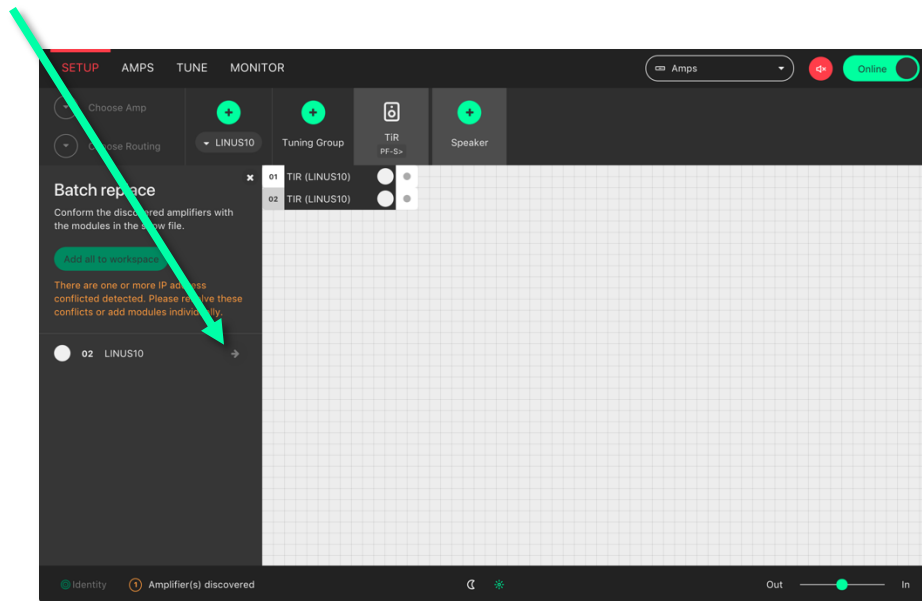 SETUP AMPS TUNE MONITOR Amps Online
Choose Amp
Choose Routing
LINUS10 Tuning Group TiR Speaker
PF-S>
Batch replace
Conform the discovered amplifiers with
the modules in the show file.
Add all to workspace
There are one or more IP address
conflicted detected. Please resolve these
conflicts or add modules individually.
02 LINUS10
01 TIR (LINUS10)
02 TIR (LINUS10)
Identity 1 Amplifier(s) discovered Out In